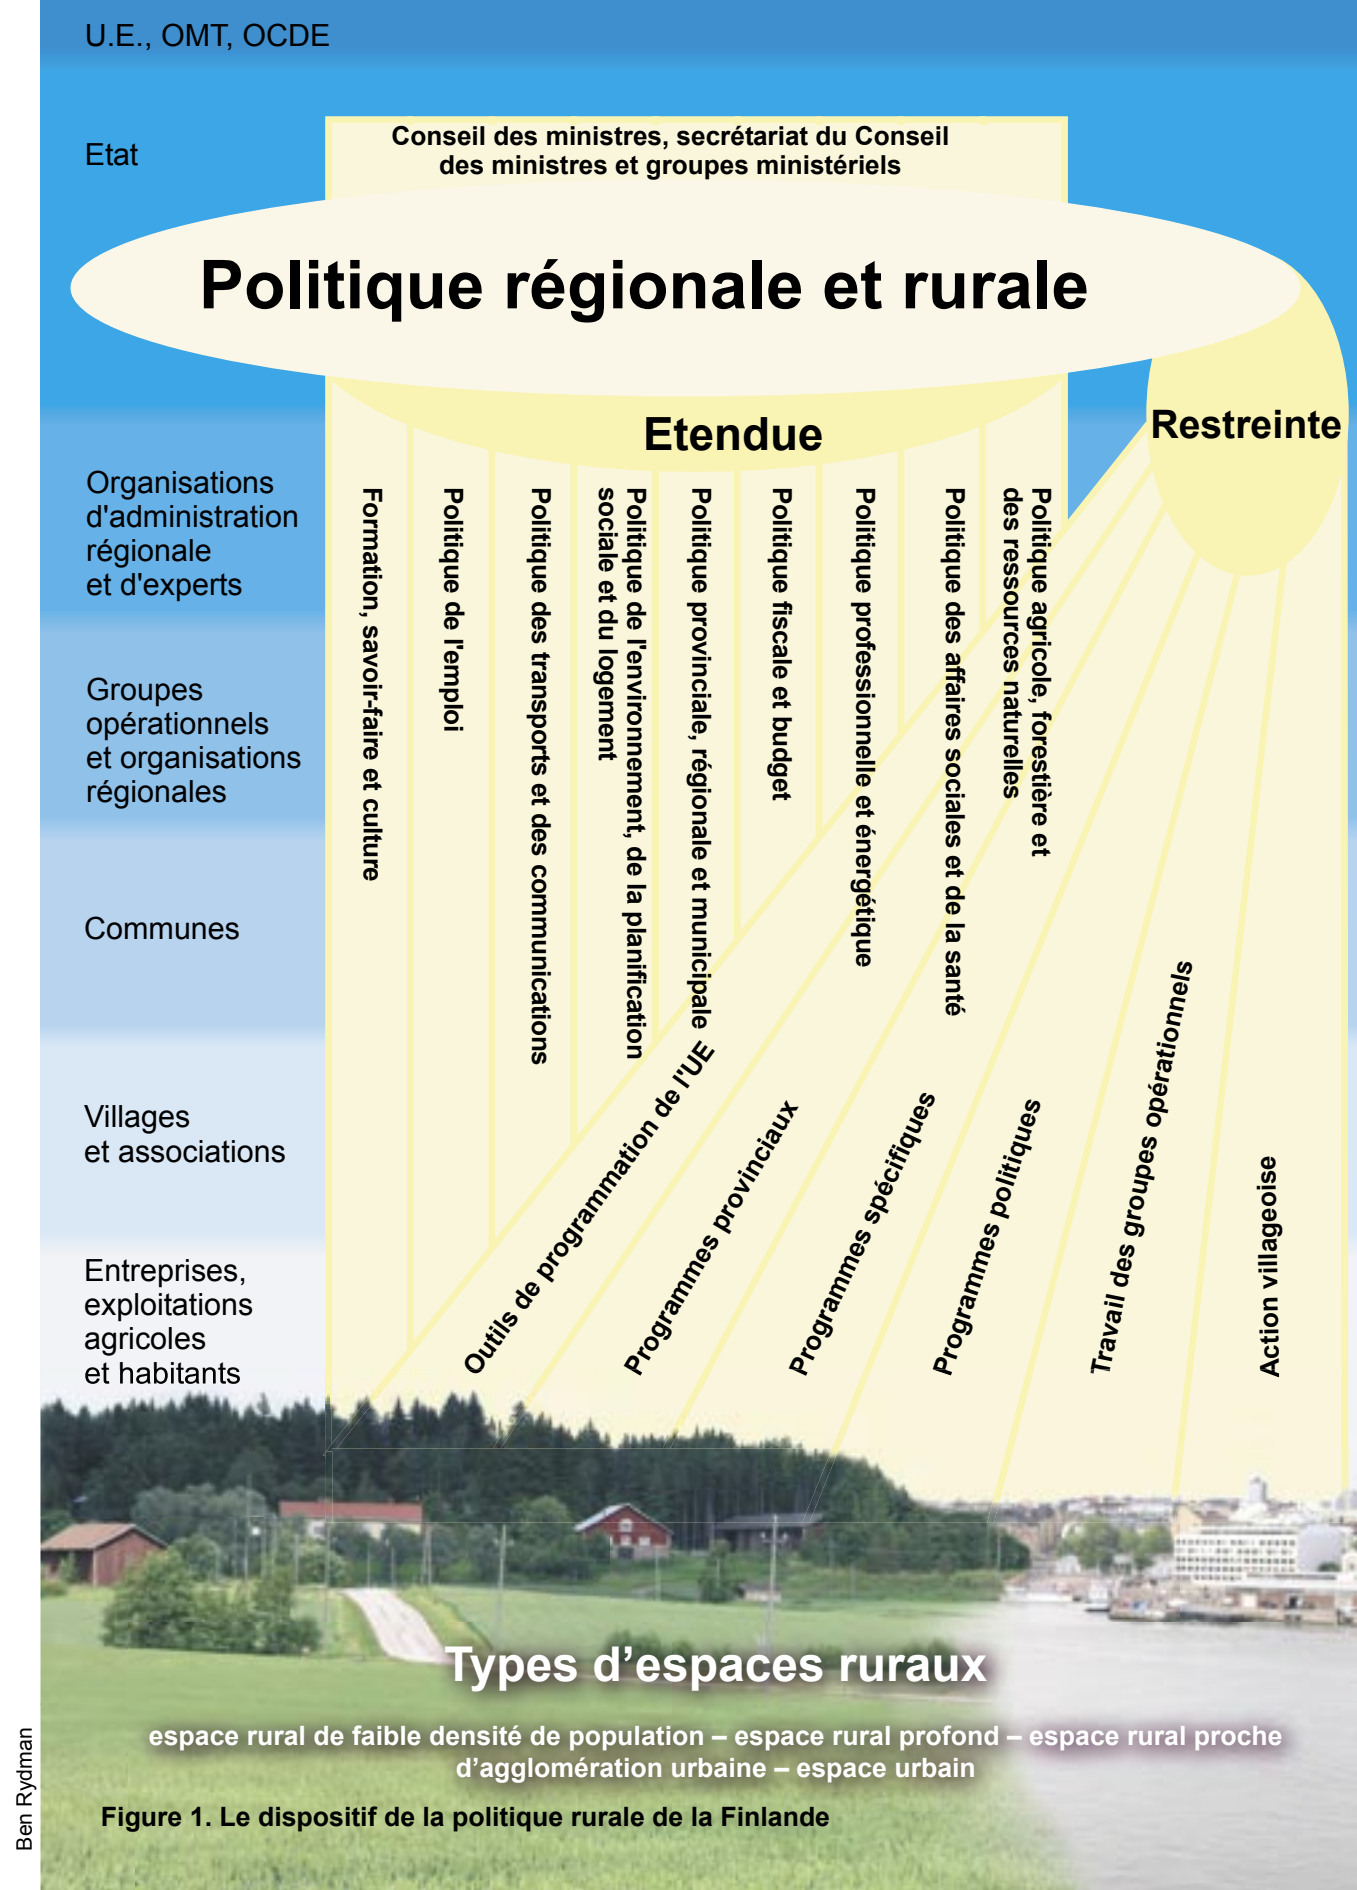 U.E., OMT, OCDE
Etat
Conseil des ministres, secrétariat du Conseil
des ministres et groupes ministériels
Politique régionale et rurale
Etendue
Restreinte
Organisations
d'administration
régionale
et d'experts
Groupes
opérationnels
et organisations
régionales
Communes
Villages
et associations
Entreprises,
exploitations
agricoles
et habitants
Formation, savoir-faire et culture
Politique de l'emploi
Politique des transports et des communications
Politique de l'environnement, de la planification
sociale et du logement
Politique provinciale, régionale et municipale
Politique fiscale et budget
Politique professionnelle et énergétique
Politique des affaires sociales et de la santé
Politique agricole, forestière et
des ressources naturelles
Outils de programmation de l'UE
Programmes provinciaux
Programmes spécifiques
Programmes politiques
Travail des groupes opérationnels
Action villageoise
Types d’espaces ruraux
espace rural de faible densité de population – espace rural profond – espace rural proche
d’agglomération urbaine – espace urbain
Figure 1. Le dispositif de la politique rurale de la Finlande
Ben Rydman